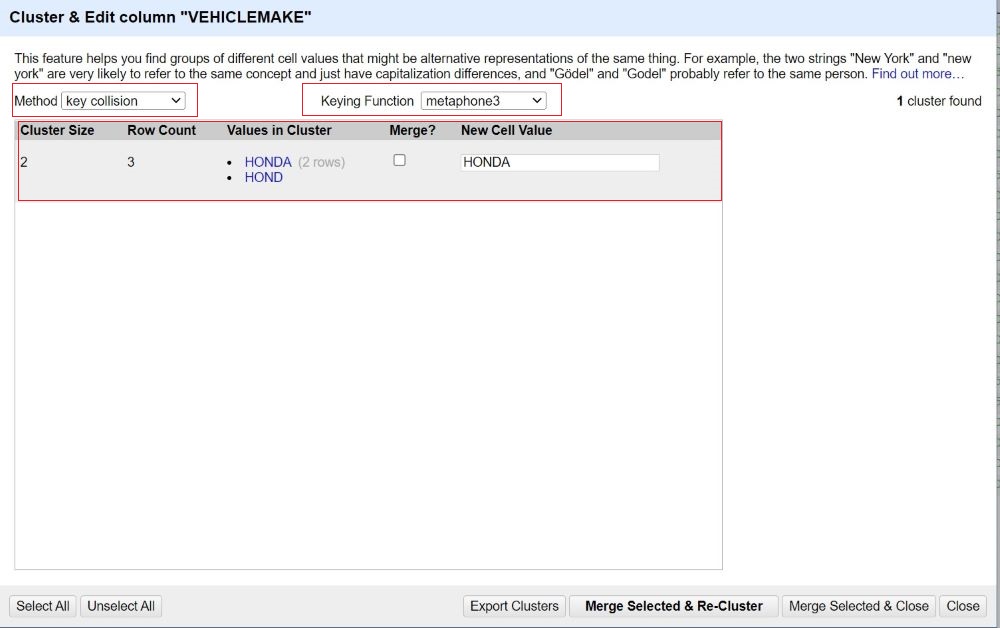 Cluster & Edit column "VEHICLEMAKE"
This feature helps you find groups of different cell values that might be alternative representations of the same thing. For example, the two strings "New York" and "new
york" are very likely to refer to the same concept and just have capitalization differences, and "Gödel" and "Godel" probably refer to the same person. Find out more…
Method key collision Keying Function metaphone3 1 cluster found
Cluster Size Row Count Values in Cluster Merge? New Cell Value
2 3 • HONDA (2 rows) HONDA
• HOND
Select All Unselect All Export Clusters Merge Selected & Re-Cluster Merge Selected & Close Close